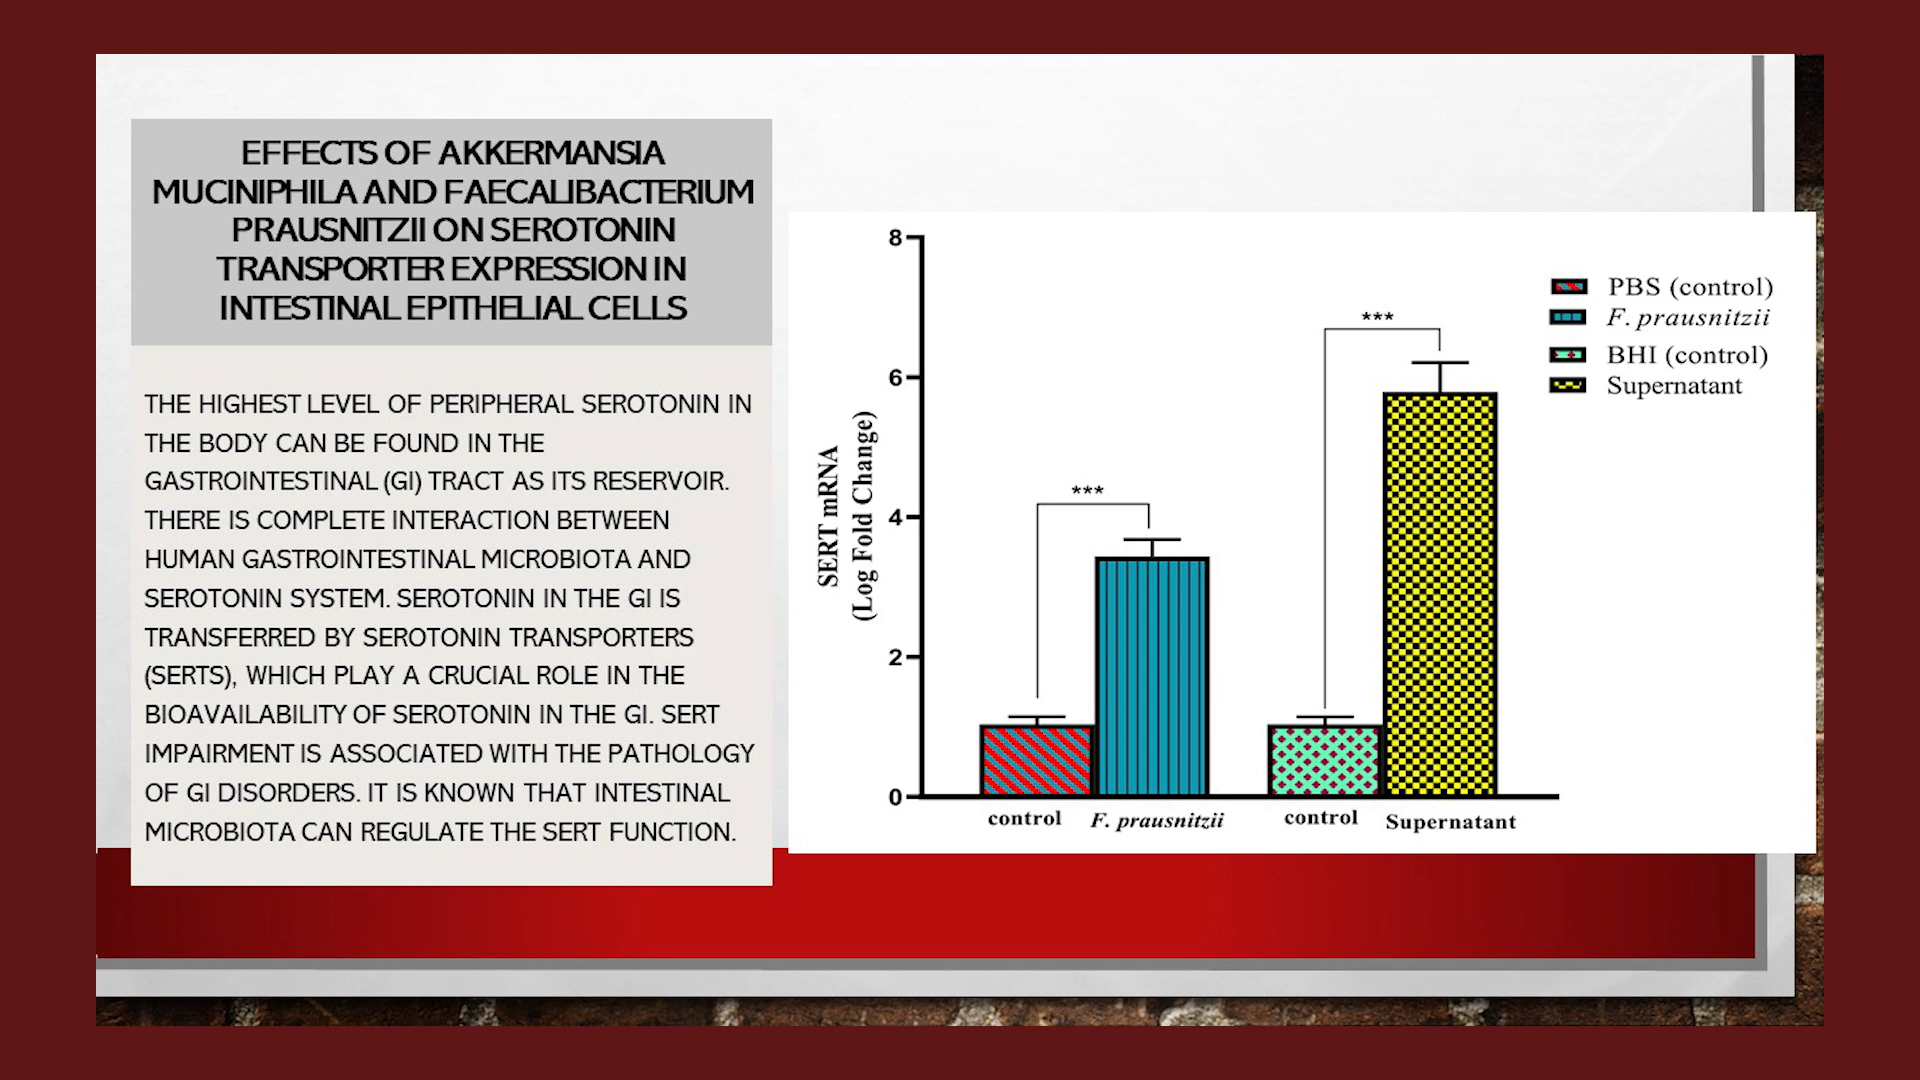 EFFECTS OF AKKERMANSIA
MUCINIPHILA AND FAECALIBACTERIUM
PRAUSNITZII ON SEROTONIN
TRANSPORTER EXPRESSION IN
INTESTINAL EPITHELIAL CELLS
THE HIGHEST LEVEL OF PERIPHERAL SEROTONIN IN
THE BODY CAN BE FOUND IN THE
GASTROINTESTINAL (GI) TRACT AS ITS RESERVOIR.
THERE IS COMPLETE INTERACTION BETWEEN
HUMAN GASTROINTESTINAL MICROBIOTA AND
SEROTONIN SYSTEM. SEROTONIN IN THE GI IS
TRANSFERRED BY SEROTONIN TRANSPORTERS
(SERTS), WHICH PLAY A CRUCIAL ROLE IN THE
BIOAVAILABILITY OF SEROTONIN IN THE GI. SERT
IMPAIRMENT IS ASSOCIATED WITH THE PATHOLOGY
OF GI DISORDERS. IT IS KNOWN THAT INTESTINAL
MICROBIOTA CAN REGULATE THE SERT FUNCTION.
SERT mRNA
(Log Fold Change)
8
6
4
2
0
***
***
control
F. prausnitzii
control
Supernatant
PBS (control)
F. prausnitzii
BHI (control)
Supernatant